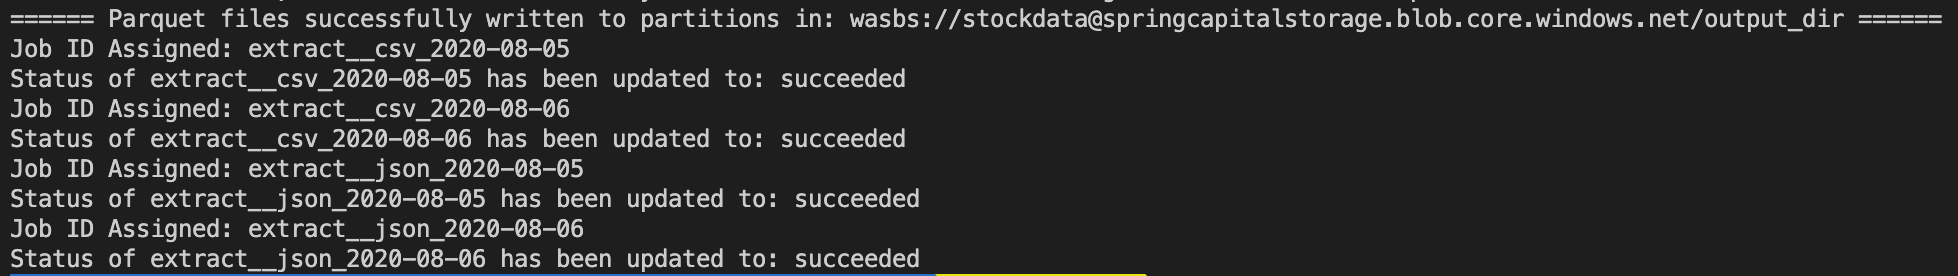 ====== Parquet files successfully written to partitions in: wasbs://stockdata@springcapitalstorage.blob.core.windows.net/output_dir ======
Job ID Assigned: extract__csv_2020-08-05
Status of extract__csv_2020-08-05 has been updated to: succeeded
Job ID Assigned: extract__csv_2020-08-06
Status of extract__csv_2020-08-06 has been updated to: succeeded
Job ID Assigned: extract__json_2020-08-05
Status of extract__json_2020-08-05 has been updated to: succeeded
Job ID Assigned: extract__json_2020-08-06
Status of extract__json_2020-08-06 has been updated to: succeeded